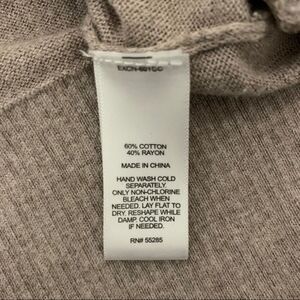 60% COTTON
40% RAYON
MADE IN CHINA
HAND WASH COLD
SEPARATELY.
ONLY NON-CHLORINE
BLEACH WHEN
NEEDED. LAY FLAT TO
DRY. RESHAPE WHILE
DAMP. COOL IRON
IF NEEDED.
RN# 55285